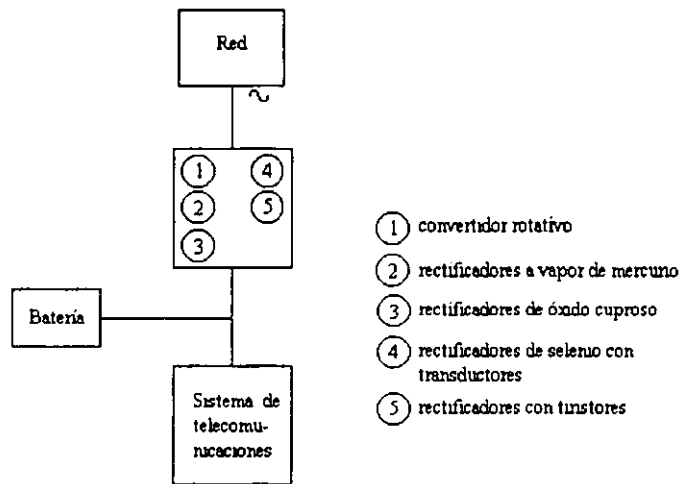 Red
~
1 4
2 5
3
Batería
Sistema de
telecomu-
nicaciones
1 convertidor rotativo
2 rectificadores a vapor de mercurio
3 rectificadores de óxido cuproso
4 rectificadores de selenio con
transductores
5 rectificadores con tiristores